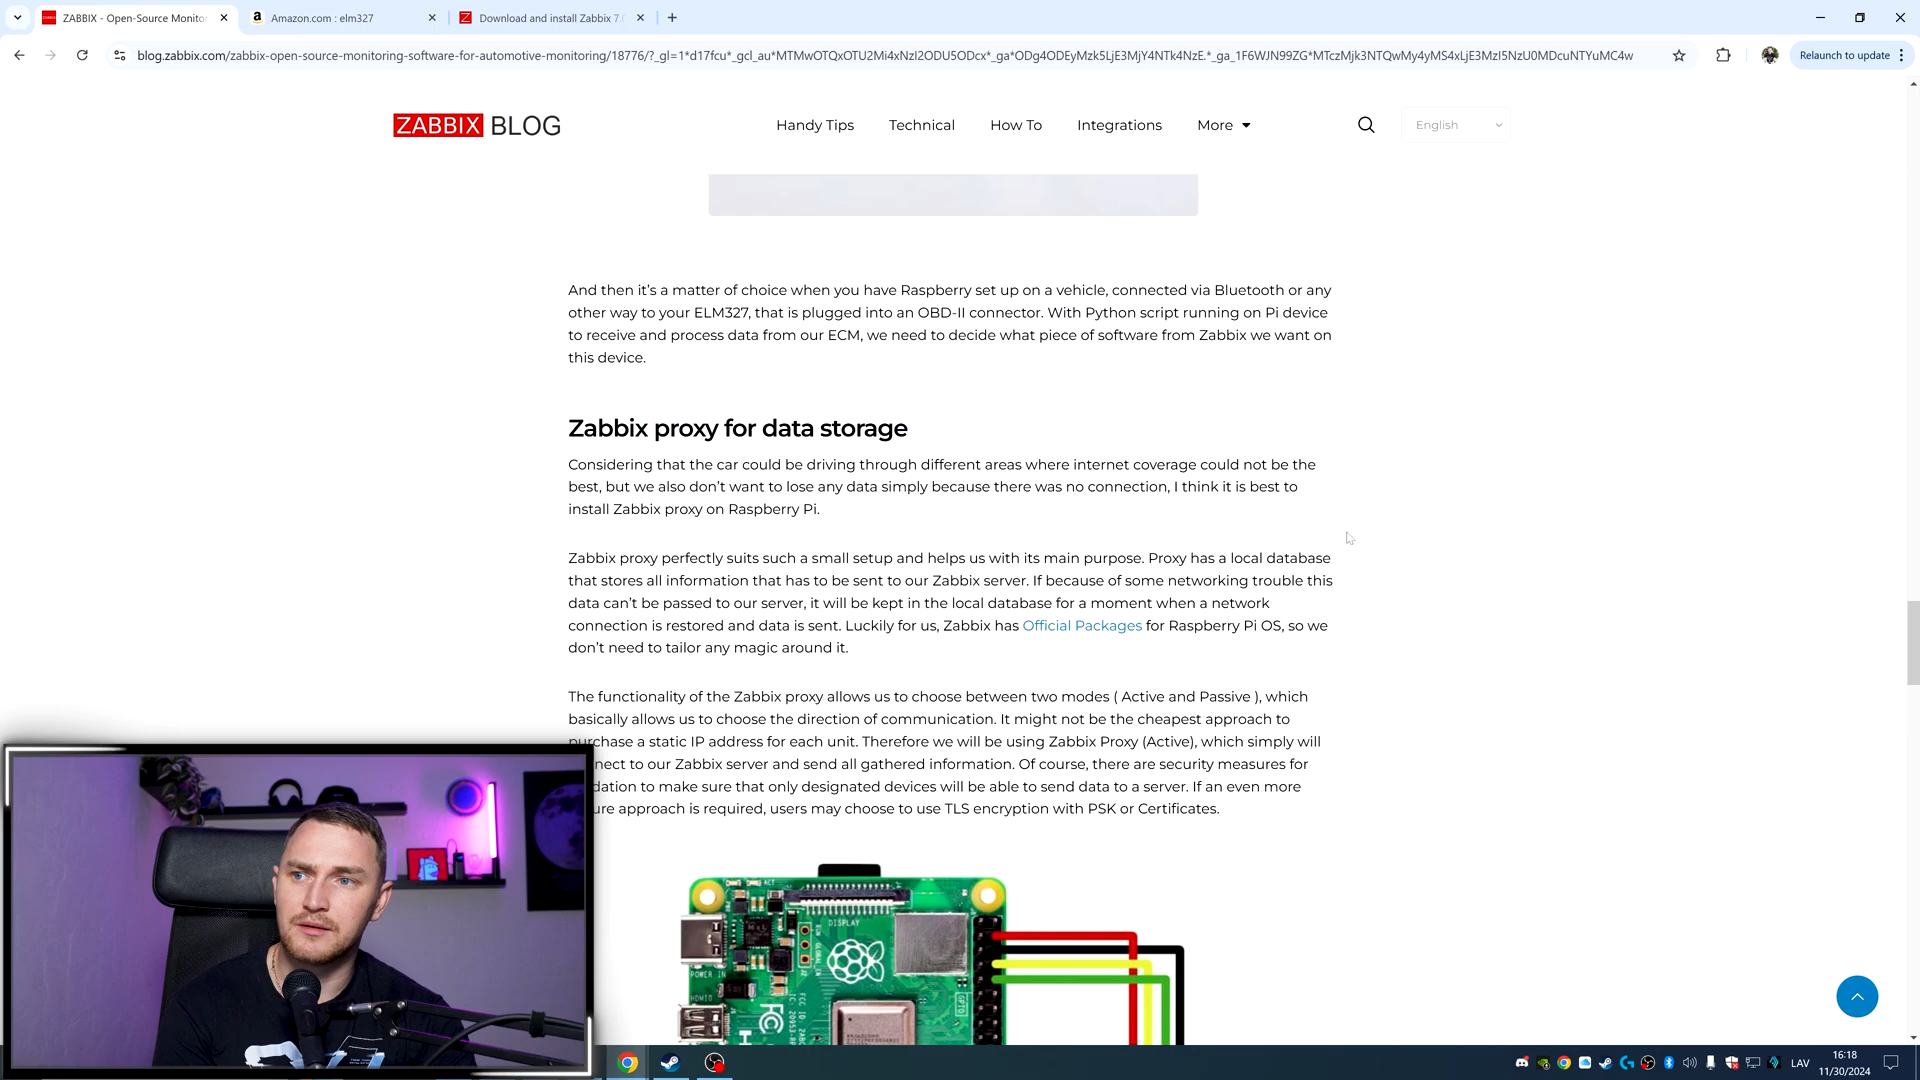 ZABBIX - Open-Source Monitor
Amazon.com : elm327
Download and install Zabbix 7.0
blog.zabbix.com/zabbix-open-source-monitoring-software-for-automotive-monitoring/18776/?_gl=1*d17fcu*_gcl_au*MTMwOTQxOTU2Mi4xNzI2ODU5ODcx*_ga*ODg4ODEyMzk5LjE3MjY4NTk4NzE.*_ga_1F6WJN99ZG*MTczMjk3NTQwMy4yMS4xLjE3MzI5NzU0MDcuNTYuMC4w
Relaunch to update
ZABBIX BLOG
Handy Tips
Technical
How To
Integrations
More
English
And then it’s a matter of choice when you have Raspberry set up on a vehicle, connected via Bluetooth or any
other way to your ELM327, that is plugged into an OBD-II connector. With Python script running on Pi device
to receive and process data from our ECM, we need to decide what piece of software from Zabbix we want on
this device.
Zabbix proxy for data storage
Considering that the car could be driving through different areas where internet coverage could not be the
best, but we also don’t want to lose any data simply because there was no connection, I think it is best to
install Zabbix proxy on Raspberry Pi.
Zabbix proxy perfectly suits such a small setup and helps us with its main purpose. Proxy has a local database
that stores all information that has to be sent to our Zabbix server. If because of some networking trouble this
data can’t be passed to our server, it will be kept in the local database for a moment when a network
connection is restored and data is sent. Luckily for us, Zabbix has Official Packages for Raspberry Pi OS, so we
don’t need to tailor any magic around it.
The functionality of the Zabbix proxy allows us to choose between two modes ( Active and Passive ), which
basically allows us to choose the direction of communication. It might not be the cheapest approach to
purchase a static IP address for each unit. Therefore we will be using Zabbix Proxy (Active), which simply will
nect to our Zabbix server and send all gathered information. Of course, there are security measures for
dation to make sure that only designated devices will be able to send data to a server. If an even more
ure approach is required, users may choose to use TLS encryption with PSK or Certificates.
DISPLAY
POWER IN
HDMI0
GPIO
FC
LAV
16:18
11/30/2024